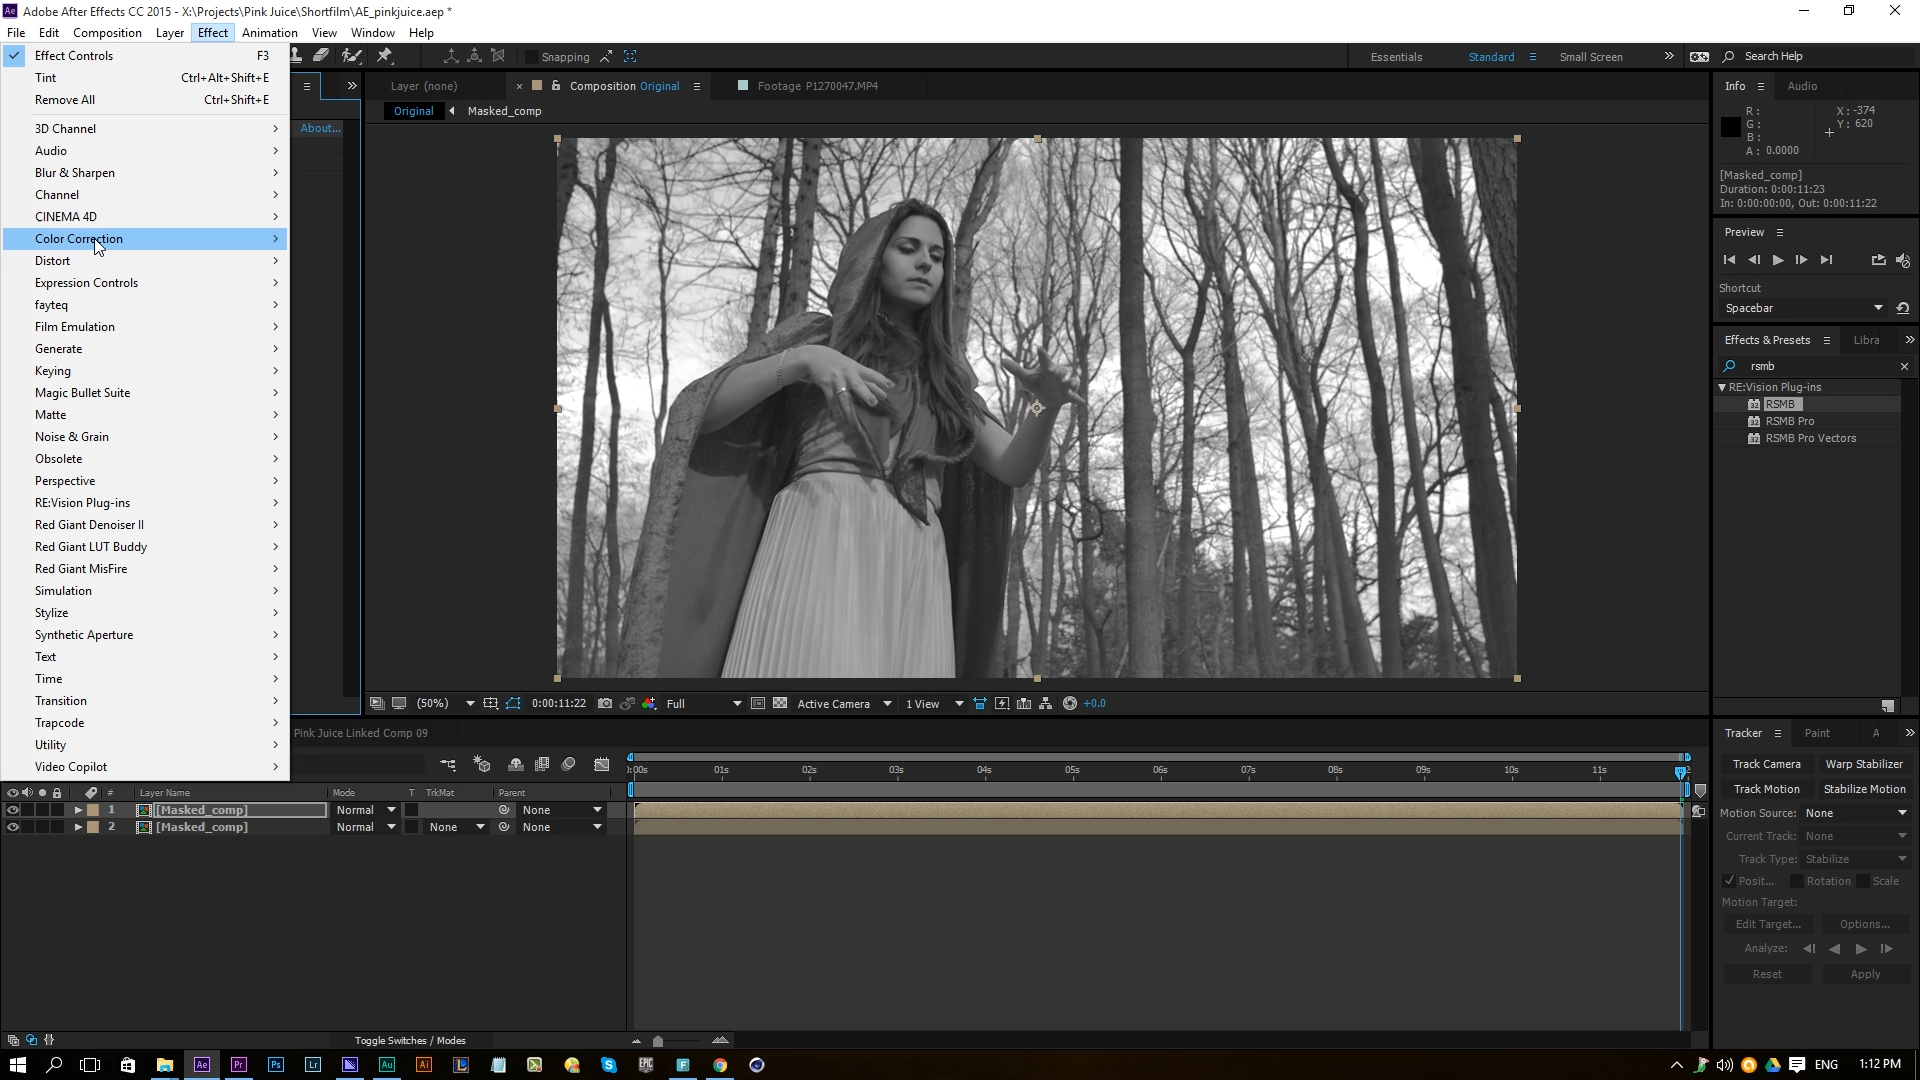 Adobe After Effects CC 2015 - X:\Projects\Pink Juice\Shortfilm\AE_pinkjuice.aep *
File Edit Composition Layer Effect Animation View Window Help
Effect Controls F3
Tint Ctrl+Alt+Shift+E
Remove All Ctrl+Shift+E
3D Channel
Audio
Blur & Sharpen
Channel
CINEMA 4D
Color Correction
Distort
Expression Controls
fayteq
Film Emulation
Generate
Keying
Magic Bullet Suite
Matte
Noise & Grain
Obsolete
Perspective
RE:Vision Plug-ins
Red Giant Denoiser II
Red Giant LUT Buddy
Red Giant MisFire
Simulation
Stylize
Synthetic Aperture
Text
Time
Transition
Trapcode
Utility
Video Copilot
About...
Snapping
Essentials Standard Small Screen Search Help
Layer (none) Composition Original Footage P1270047.MP4
Original Masked_comp
(50%) 0:00:11:22 Full Active Camera 1 View +0.0
Info Audio
R: X: -374
G: Y: 620
B:
A: 0.0000
[Masked_comp]
Duration: 0:00:11:23
In: 0:00:00:00, Out: 0:00:11:22
Preview
Shortcut
Spacebar
Effects & Presets Libra
rsmb
RE:Vision Plug-ins
32 RSMB
32 RSMB Pro
32 RSMB Pro Vectors
Pink Juice Linked Comp 09
):00s 01s 02s 03s 04s 05s 06s 07s 08s 09s 10s 11s
# Layer Name Mode T TrkMat Parent
1 [Masked_comp] Normal None
2 [Masked_comp] Normal None None
Toggle Switches / Modes
Tracker Paint A
Track Camera Warp Stabilizer
Track Motion Stabilize Motion
Motion Source: None
Current Track: None
Track Type: Stabilize
Posit... Rotation Scale
Motion Target:
Edit Target... Options...
Analyze:
Reset Apply
Ae Pr Ps Lr Au Ai L EPIC F ENG 1:12 PM